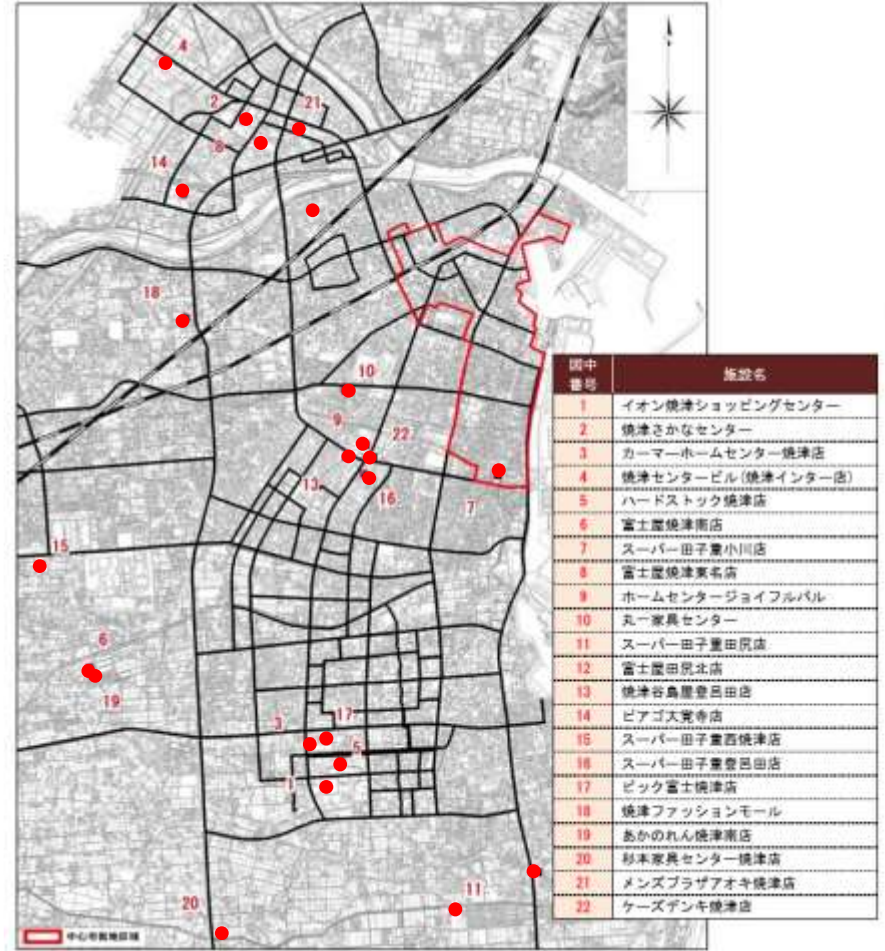 4
2
21
8
14
18
10
9
22
13
16
7
15
6
19
3
17
5
1
20
11
中心市街地区域
図中
番号
施設名
1 イオン焼津ショッピングセンター
2 焼津さかなセンター
3 カーマーホームセンター焼津店
4 焼津センタービル(焼津インター店)
5 ハードストック焼津店
6 富士屋焼津南店
7 スーパー田子重小川店
8 富士屋焼津東名店
9 ホームセンタージョイフルバル
10 丸一家具センター
11 スーパー田子重田尻店
12 富士屋田尻北店
13 焼津谷島屋登呂田店
14 ピアゴ大覚寺店
15 スーパー田子重西焼津店
16 スーパー田子重登呂田店
17 ビック富士焼津店
18 焼津ファッションモール
19 あかのれん焼津南店
20 杉本家具センター焼津店
21 メンズプラザアオキ焼津店
22 ケーズデンキ焼津店